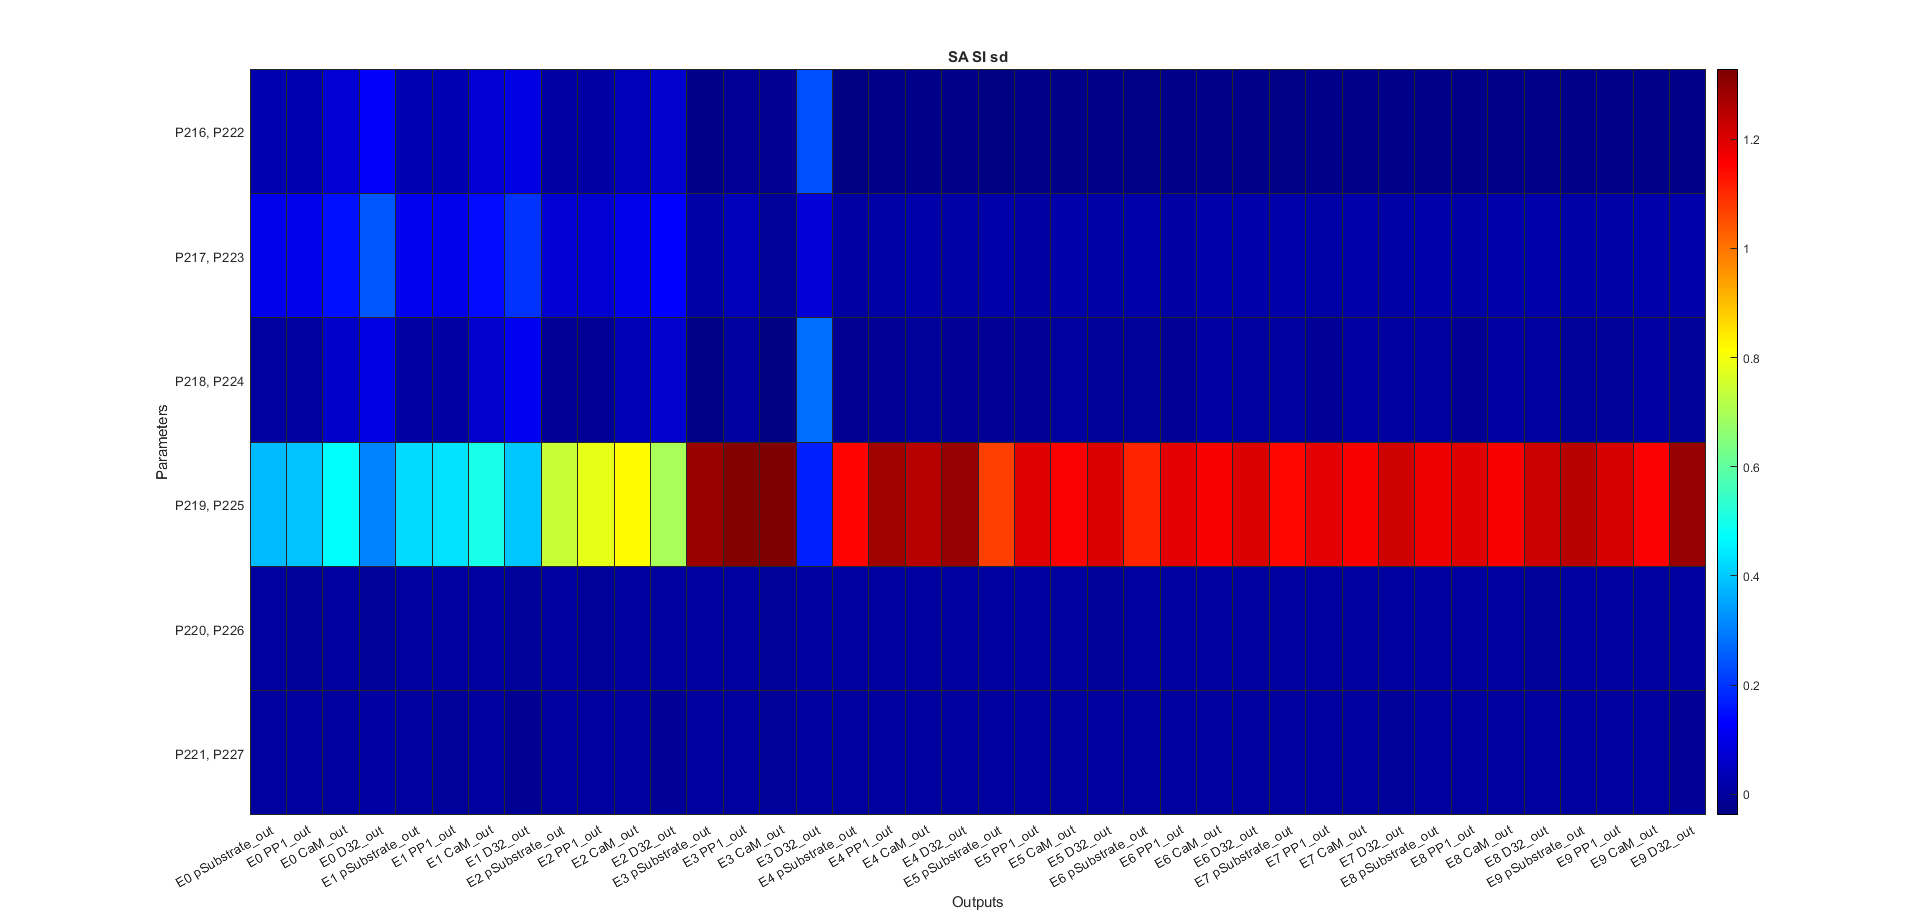 SA SI sd
Parameters
P216, P222
P217, P223
P218, P224
P219, P225
P220, P226
P221, P227
1.2
1
0.8
0.6
0.4
0.2
0
E0 pSubstrate_out
E0 PP1_out
E0 CaM_out
E0 D32_out
E1 pSubstrate_out
E1 PP1_out
E1 CaM_out
E1 D32_out
E2 pSubstrate_out
E2 PP1_out
E2 CaM_out
E2 D32_out
E3 pSubstrate_out
E3 PP1_out
E3 CaM_out
E3 D32_out
E4 pSubstrate_out
E4 PP1_out
E4 CaM_out
E4 D32_out
E5 pSubstrate_out
E5 PP1_out
E5 CaM_out
E5 D32_out
E6 pSubstrate_out
E6 PP1_out
E6 CaM_out
E6 D32_out
E7 pSubstrate_out
E7 PP1_out
E7 CaM_out
E7 D32_out
E8 pSubstrate_out
E8 PP1_out
E8 CaM_out
E8 D32_out
E9 pSubstrate_out
E9 PP1_out
E9 CaM_out
E9 D32_out
Outputs